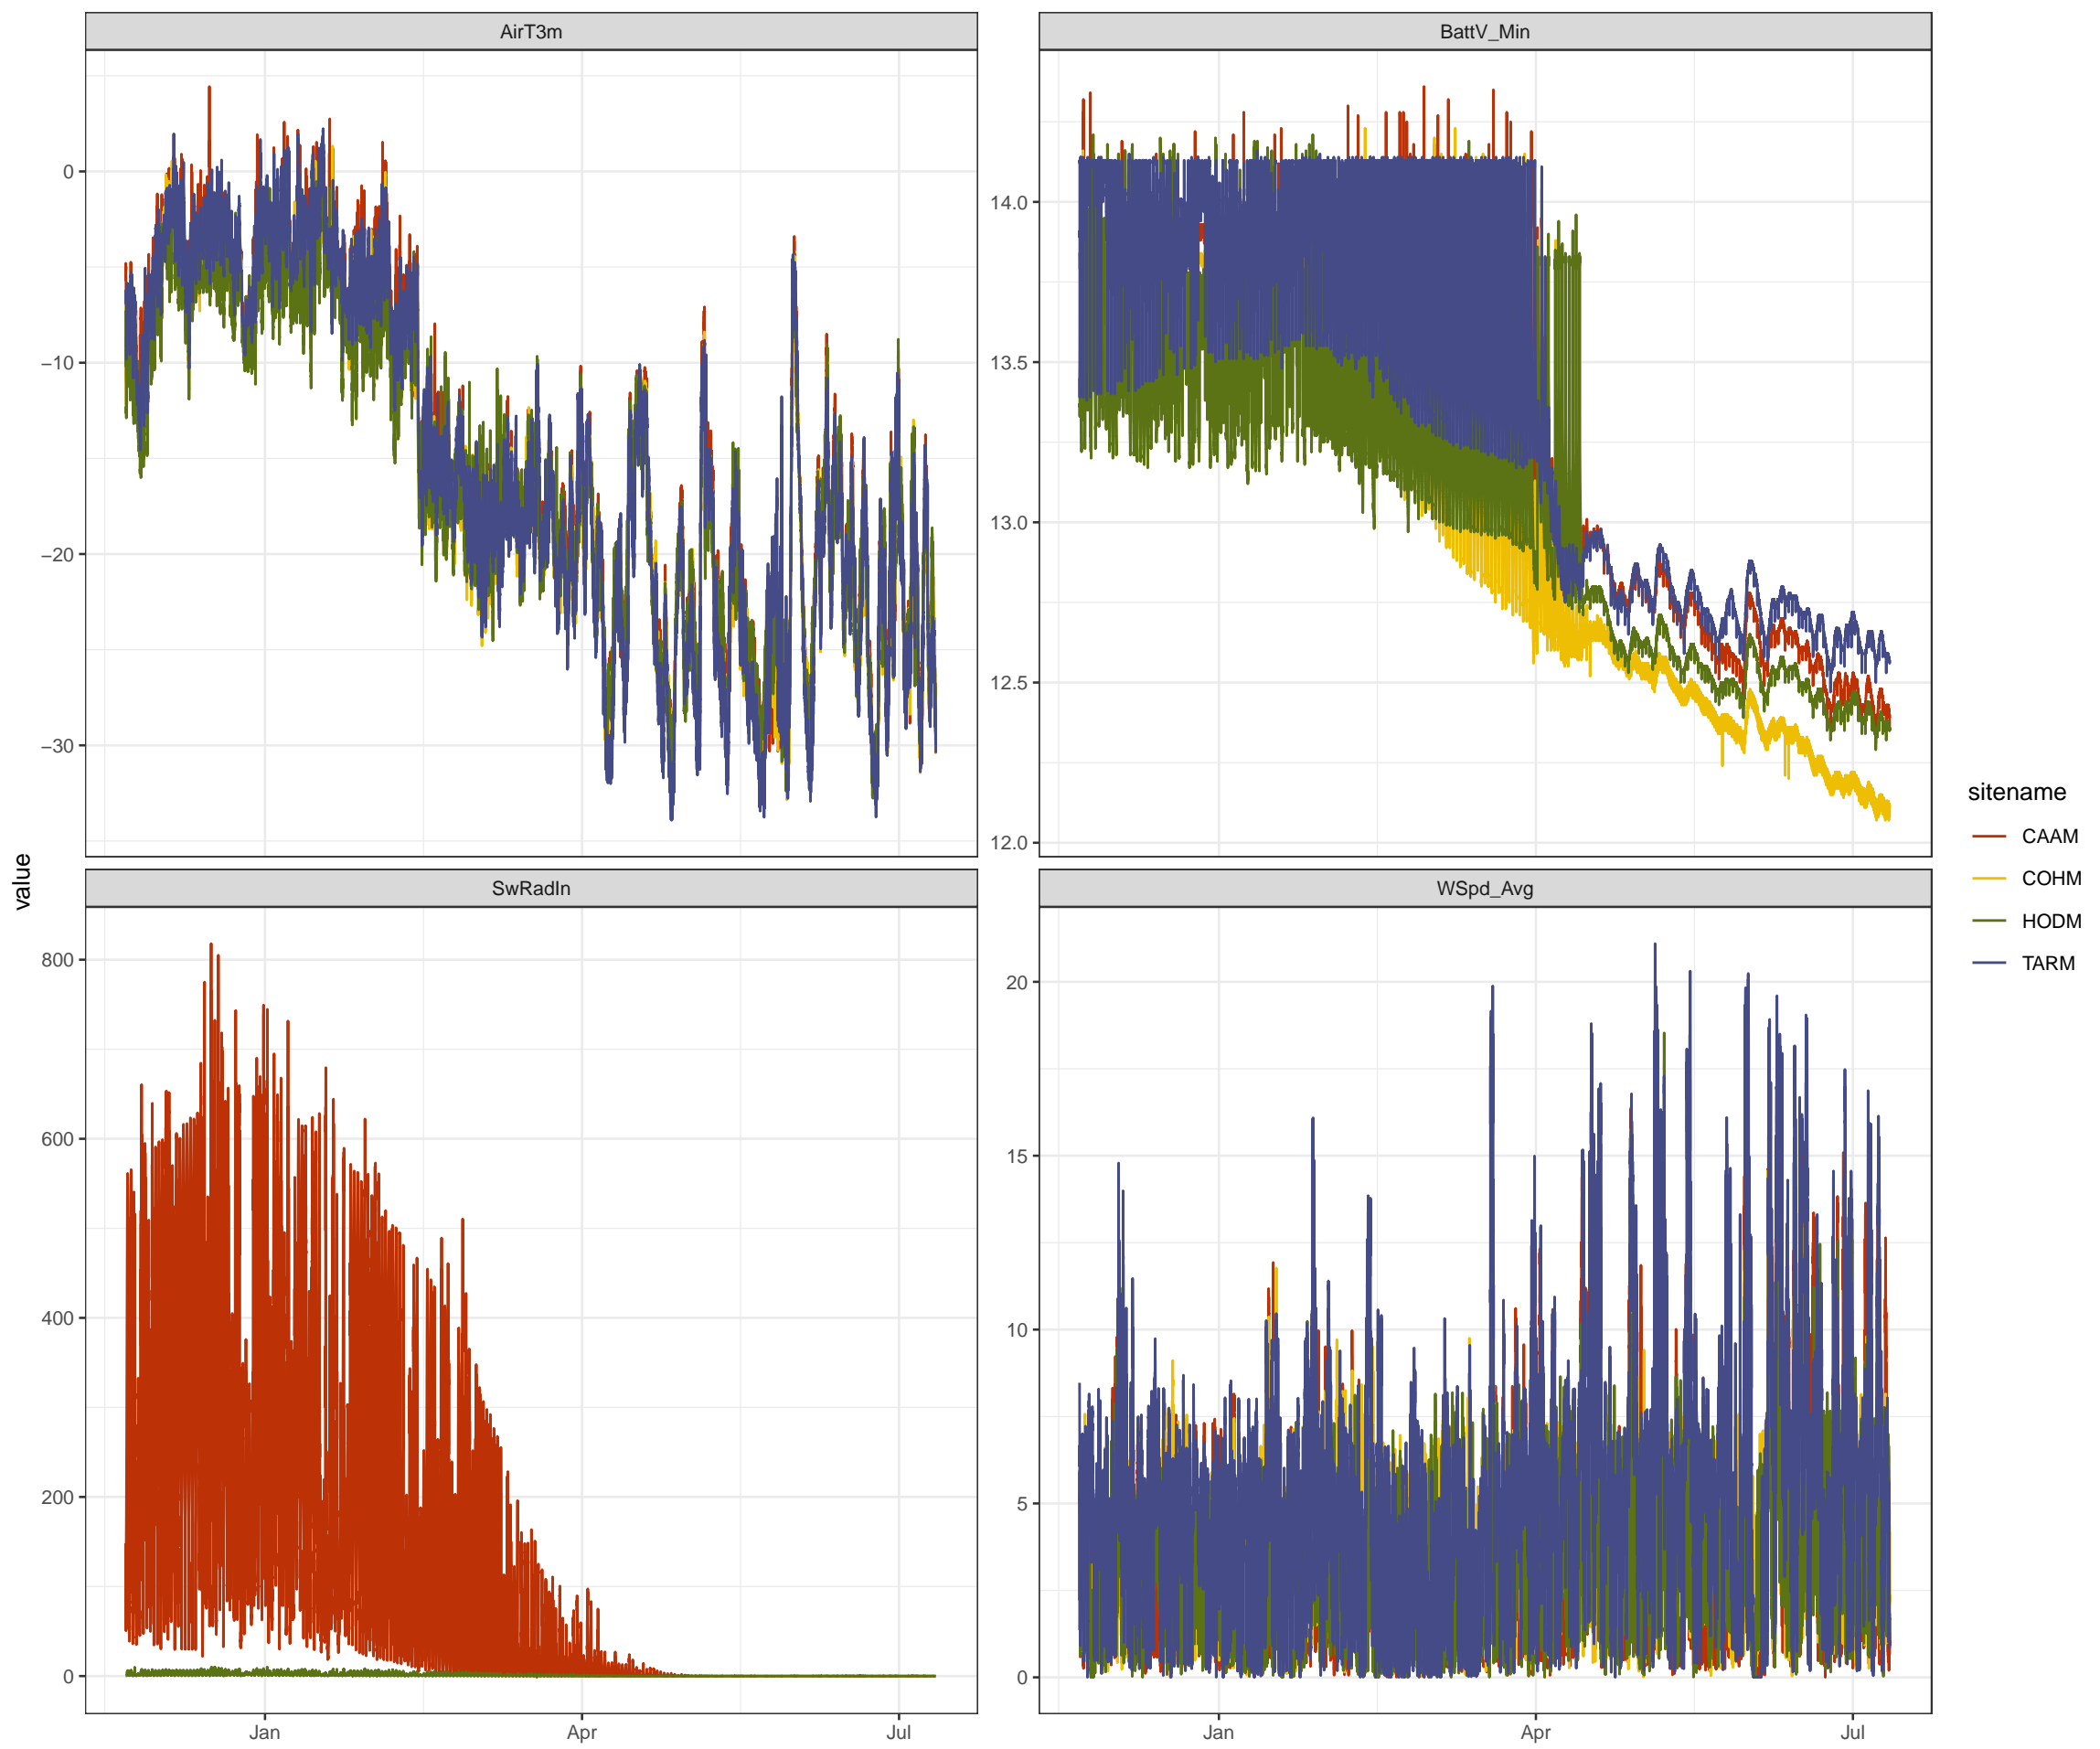 AirT3m
BattV_Min
0
−10
−20
−30
14.0
13.5
13.0
12.5
12.0
value
SwRadIn
WSpd_Avg
800
600
400
200
0
20
15
10
5
0
Jan
Apr
Jul
Jan
Apr
Jul
sitename
CAAM
COHM
HODM
TARM